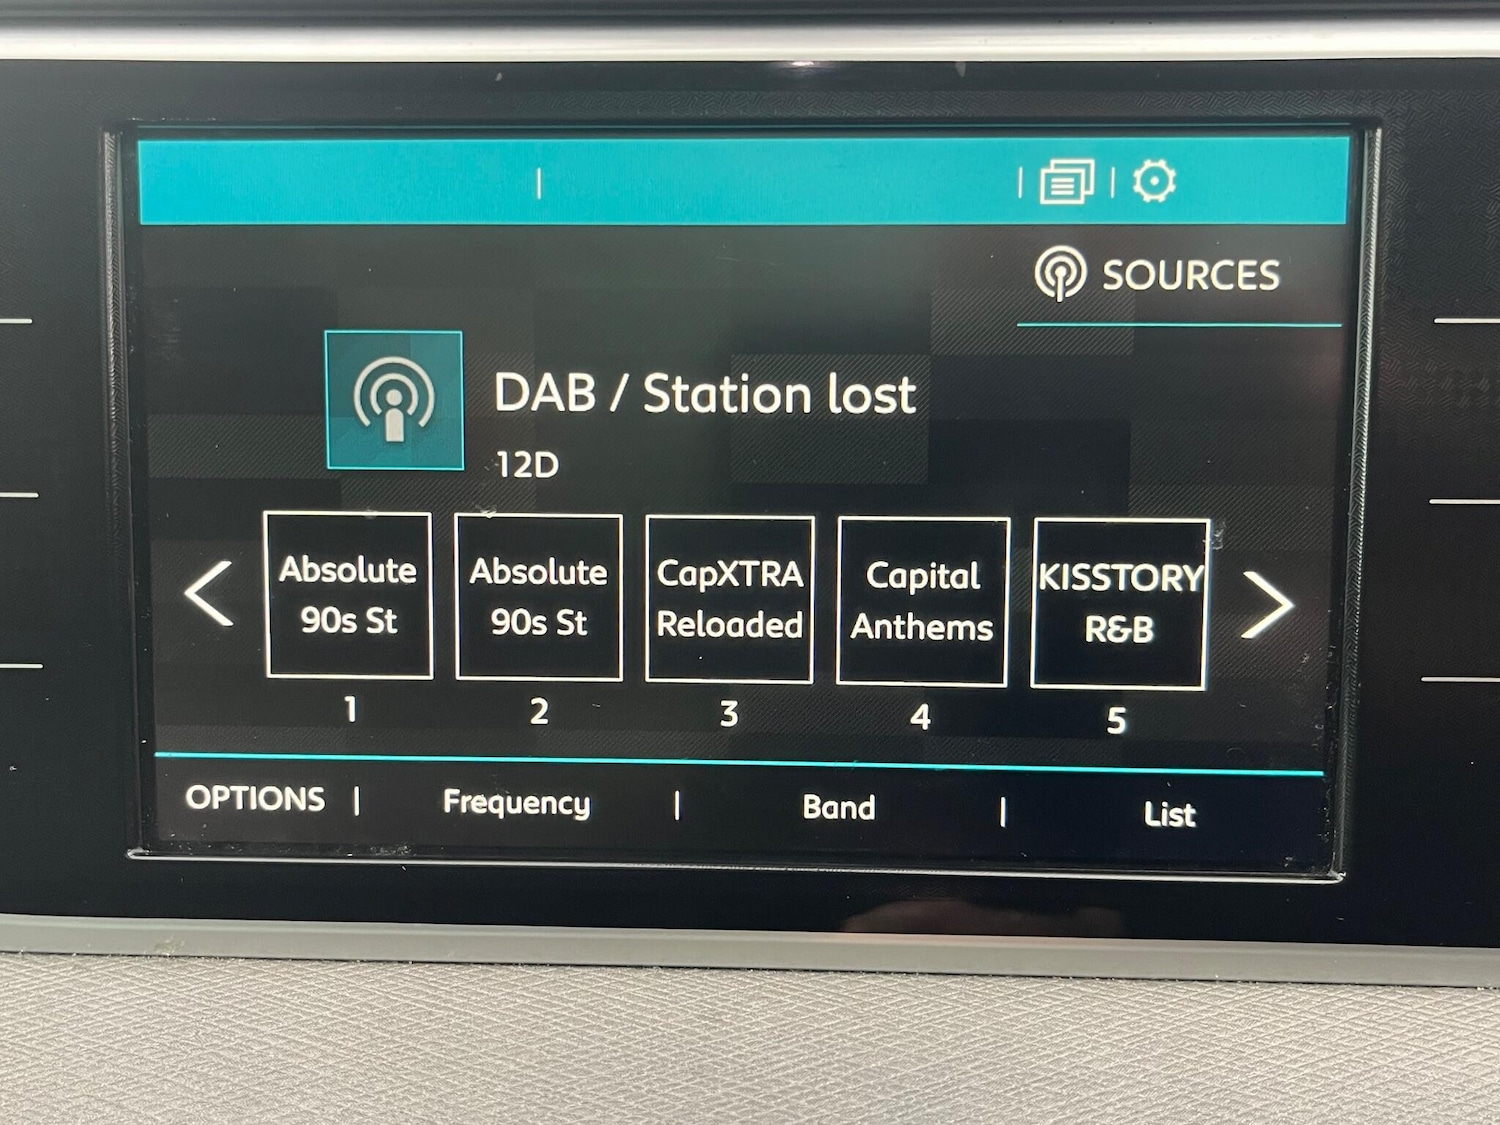 SOURCES
DAB / Station lost
12D
Absolute
90s St
Absolute
90s St
CapXTRA
Reloaded
Capital
Anthems
KISSTORY
R&B
1
2
3
4
5
OPTIONS | Frequency | Band | List